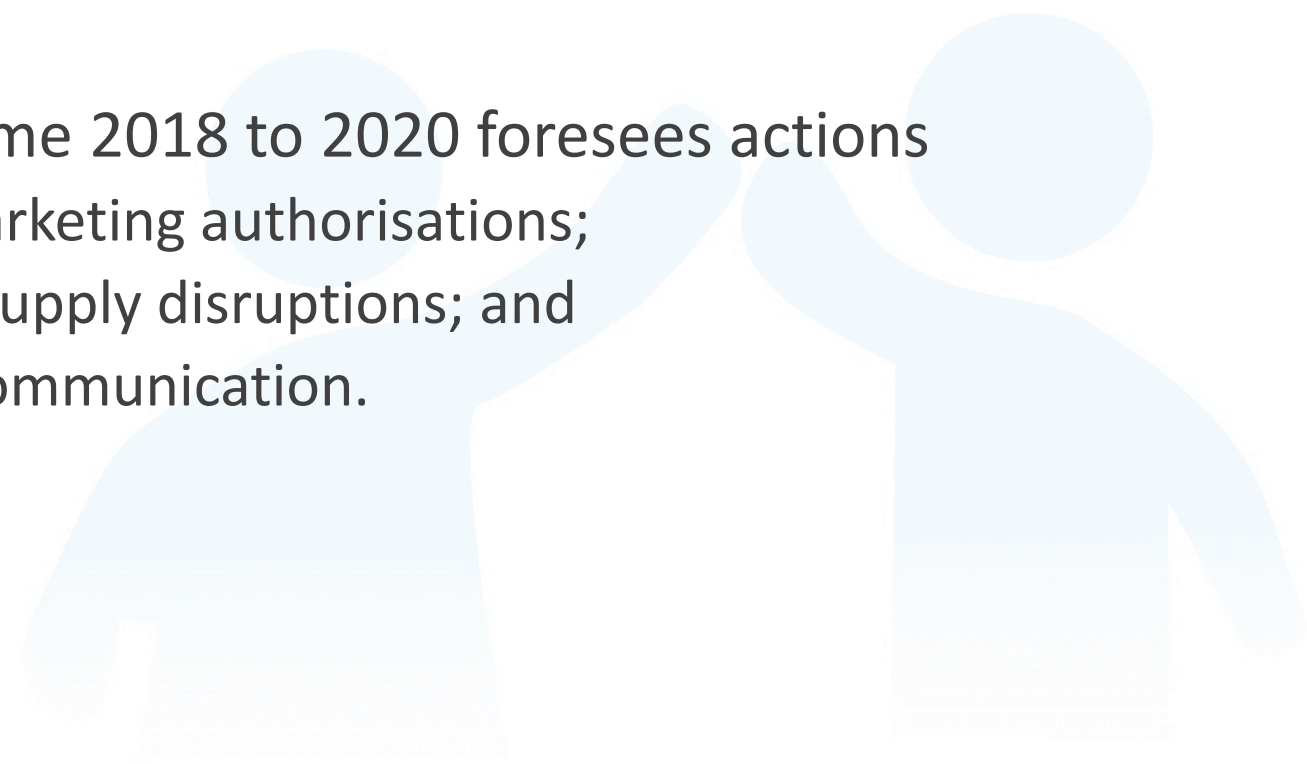 me 2018 to 2020 foresees actions
rketing authorisations;
upply disruptions; and
ommunication.